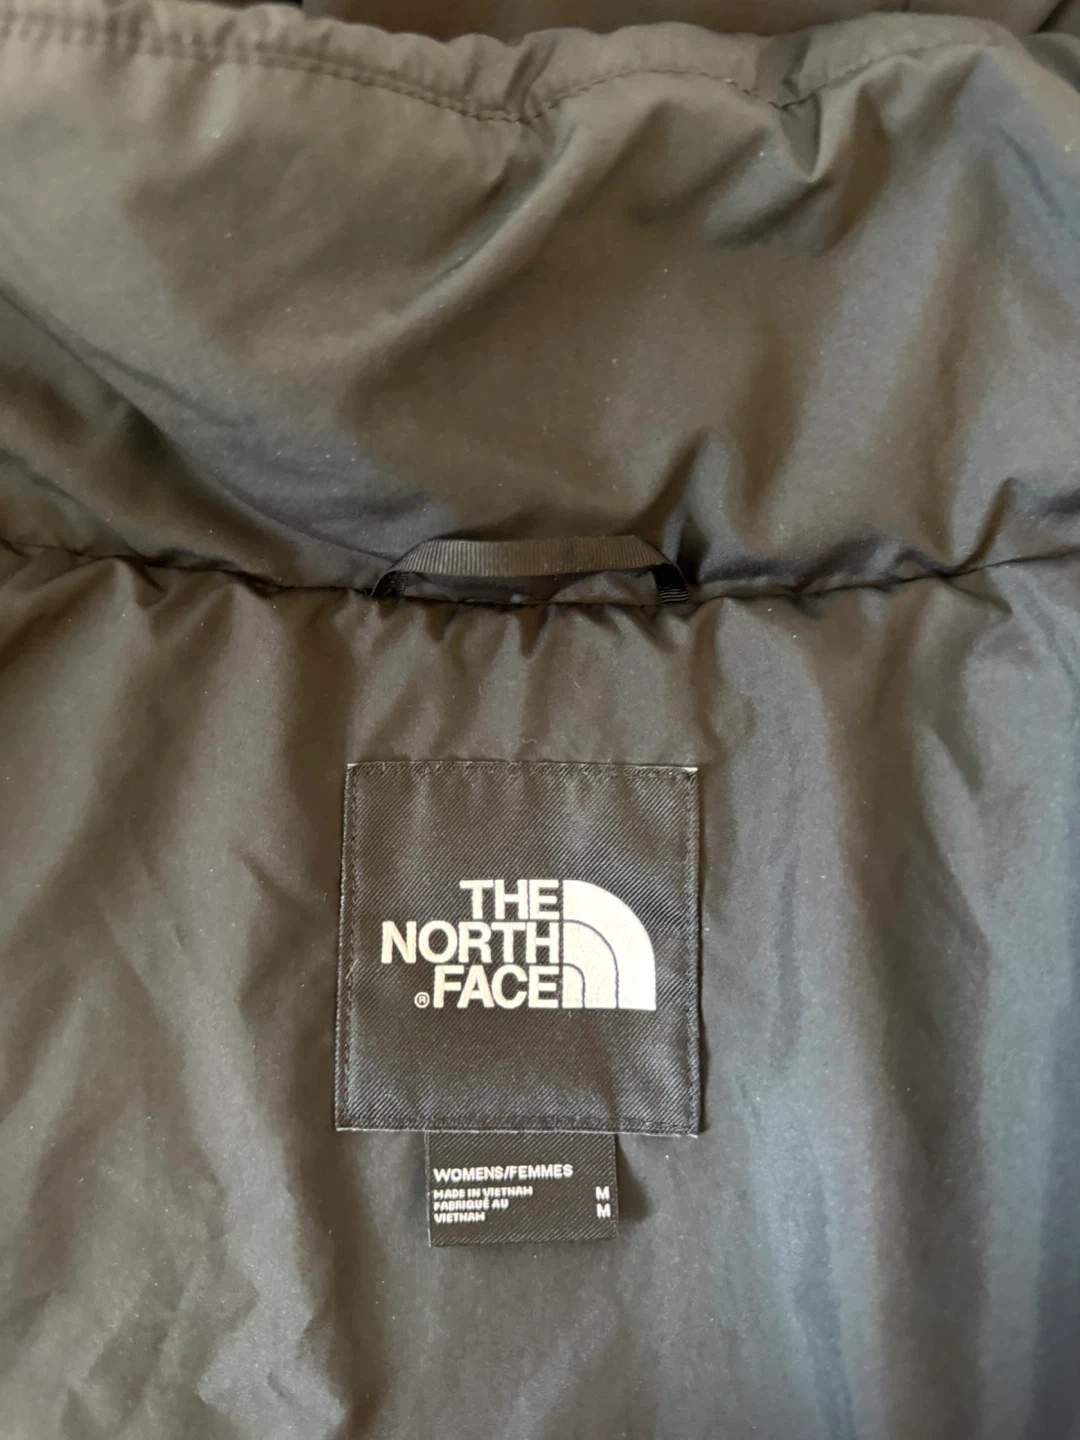 THE
NORTH
®FACE
WOMENS/FEMMES
MADE IN VIETNAM M
FABRIQUÉ AU M
VIETNAM